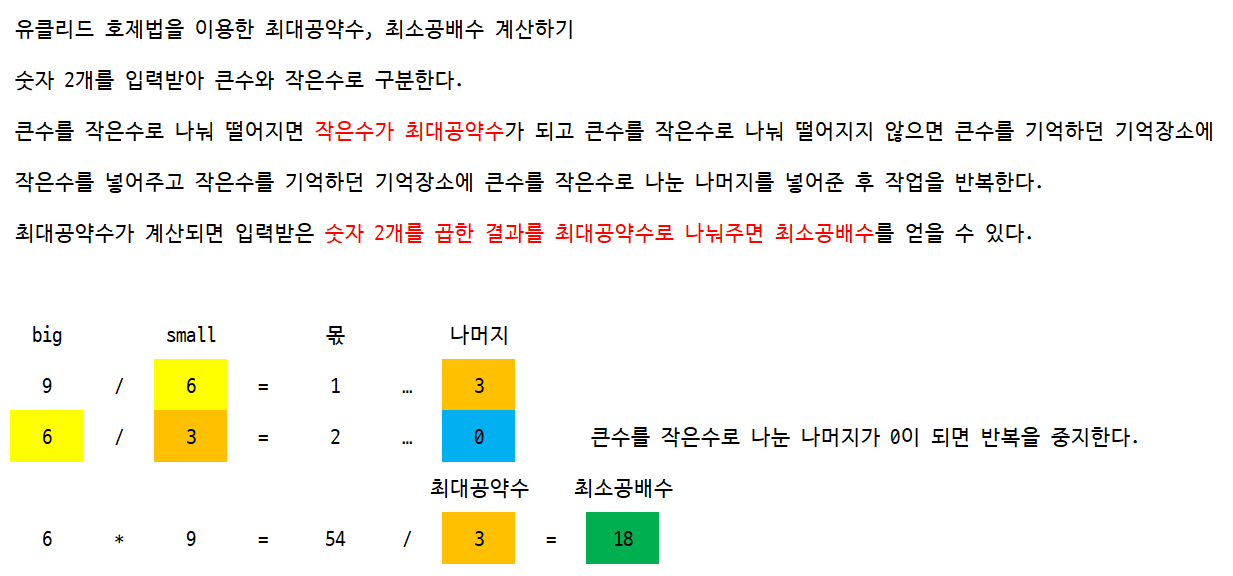 유클리드 호제법을 이용한 최대공약수, 최소공배수 계산하기
숫자 2개를 입력받아 큰수와 작은수로 구분한다.
큰수를 작은수로 나눠 떨어지면 작은수가 최대공약수가 되고 큰수를 작은수로 나눠 떨어지지 않으면 큰수를 기억하던 기억장소에
작은수를 넣어주고 작은수를 기억하던 기억장소에 큰수를 작은수로 나눈 나머지를 넣어준 후 작업을 반복한다.
최대공약수가 계산되면 입력받은 숫자 2개를 곱한 결과를 최대공약수로 나눠주면 최소공배수를 얻을 수 있다.
big small 몫 나머지
9 / 6 = 1 … 3
6 / 3 = 2 … 0 큰수를 작은수로 나눈 나머지가 0이 되면 반복을 중지한다.
최대공약수 최소공배수
6 * 9 = 54 / 3 = 18